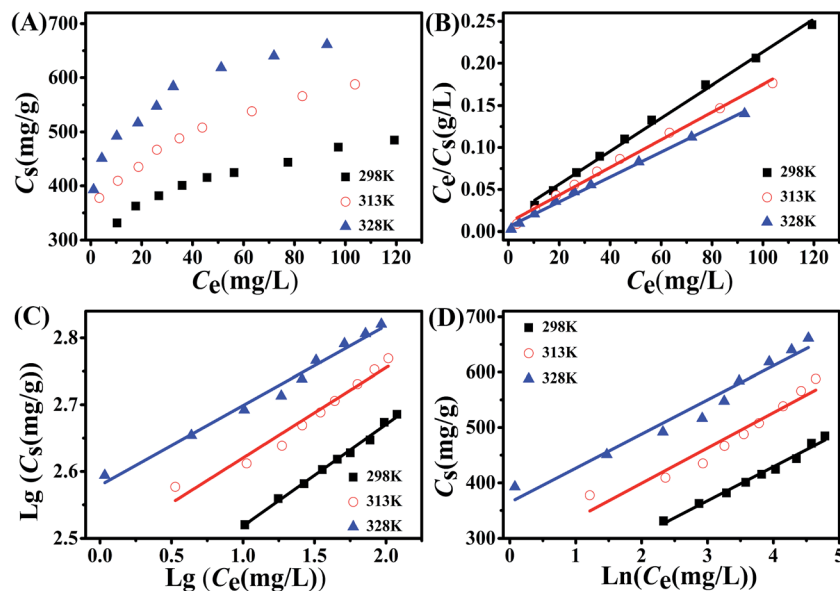 (A)
700
600
500
400
300
Cs(mg/g)
0 20 40 60 80 100 120
Ce(mg/L)
298K
313K
328K
(B)
0.25
0.20
0.15
0.10
0.05
0.00
Ce/Cs(g/L)
0 20 40 60 80 100 120
Ce(mg/L)
298K
313K
328K
(C)
2.8
2.7
2.6
2.5
Lg (Cs(mg/g))
0.0 0.5 1.0 1.5 2.0
Lg (Ce(mg/L))
298K
313K
328K
(D)
700
600
500
400
300
Cs(mg/g)
0 1 2 3 4 5
Ln(Ce(mg/L))
298K
313K
328K